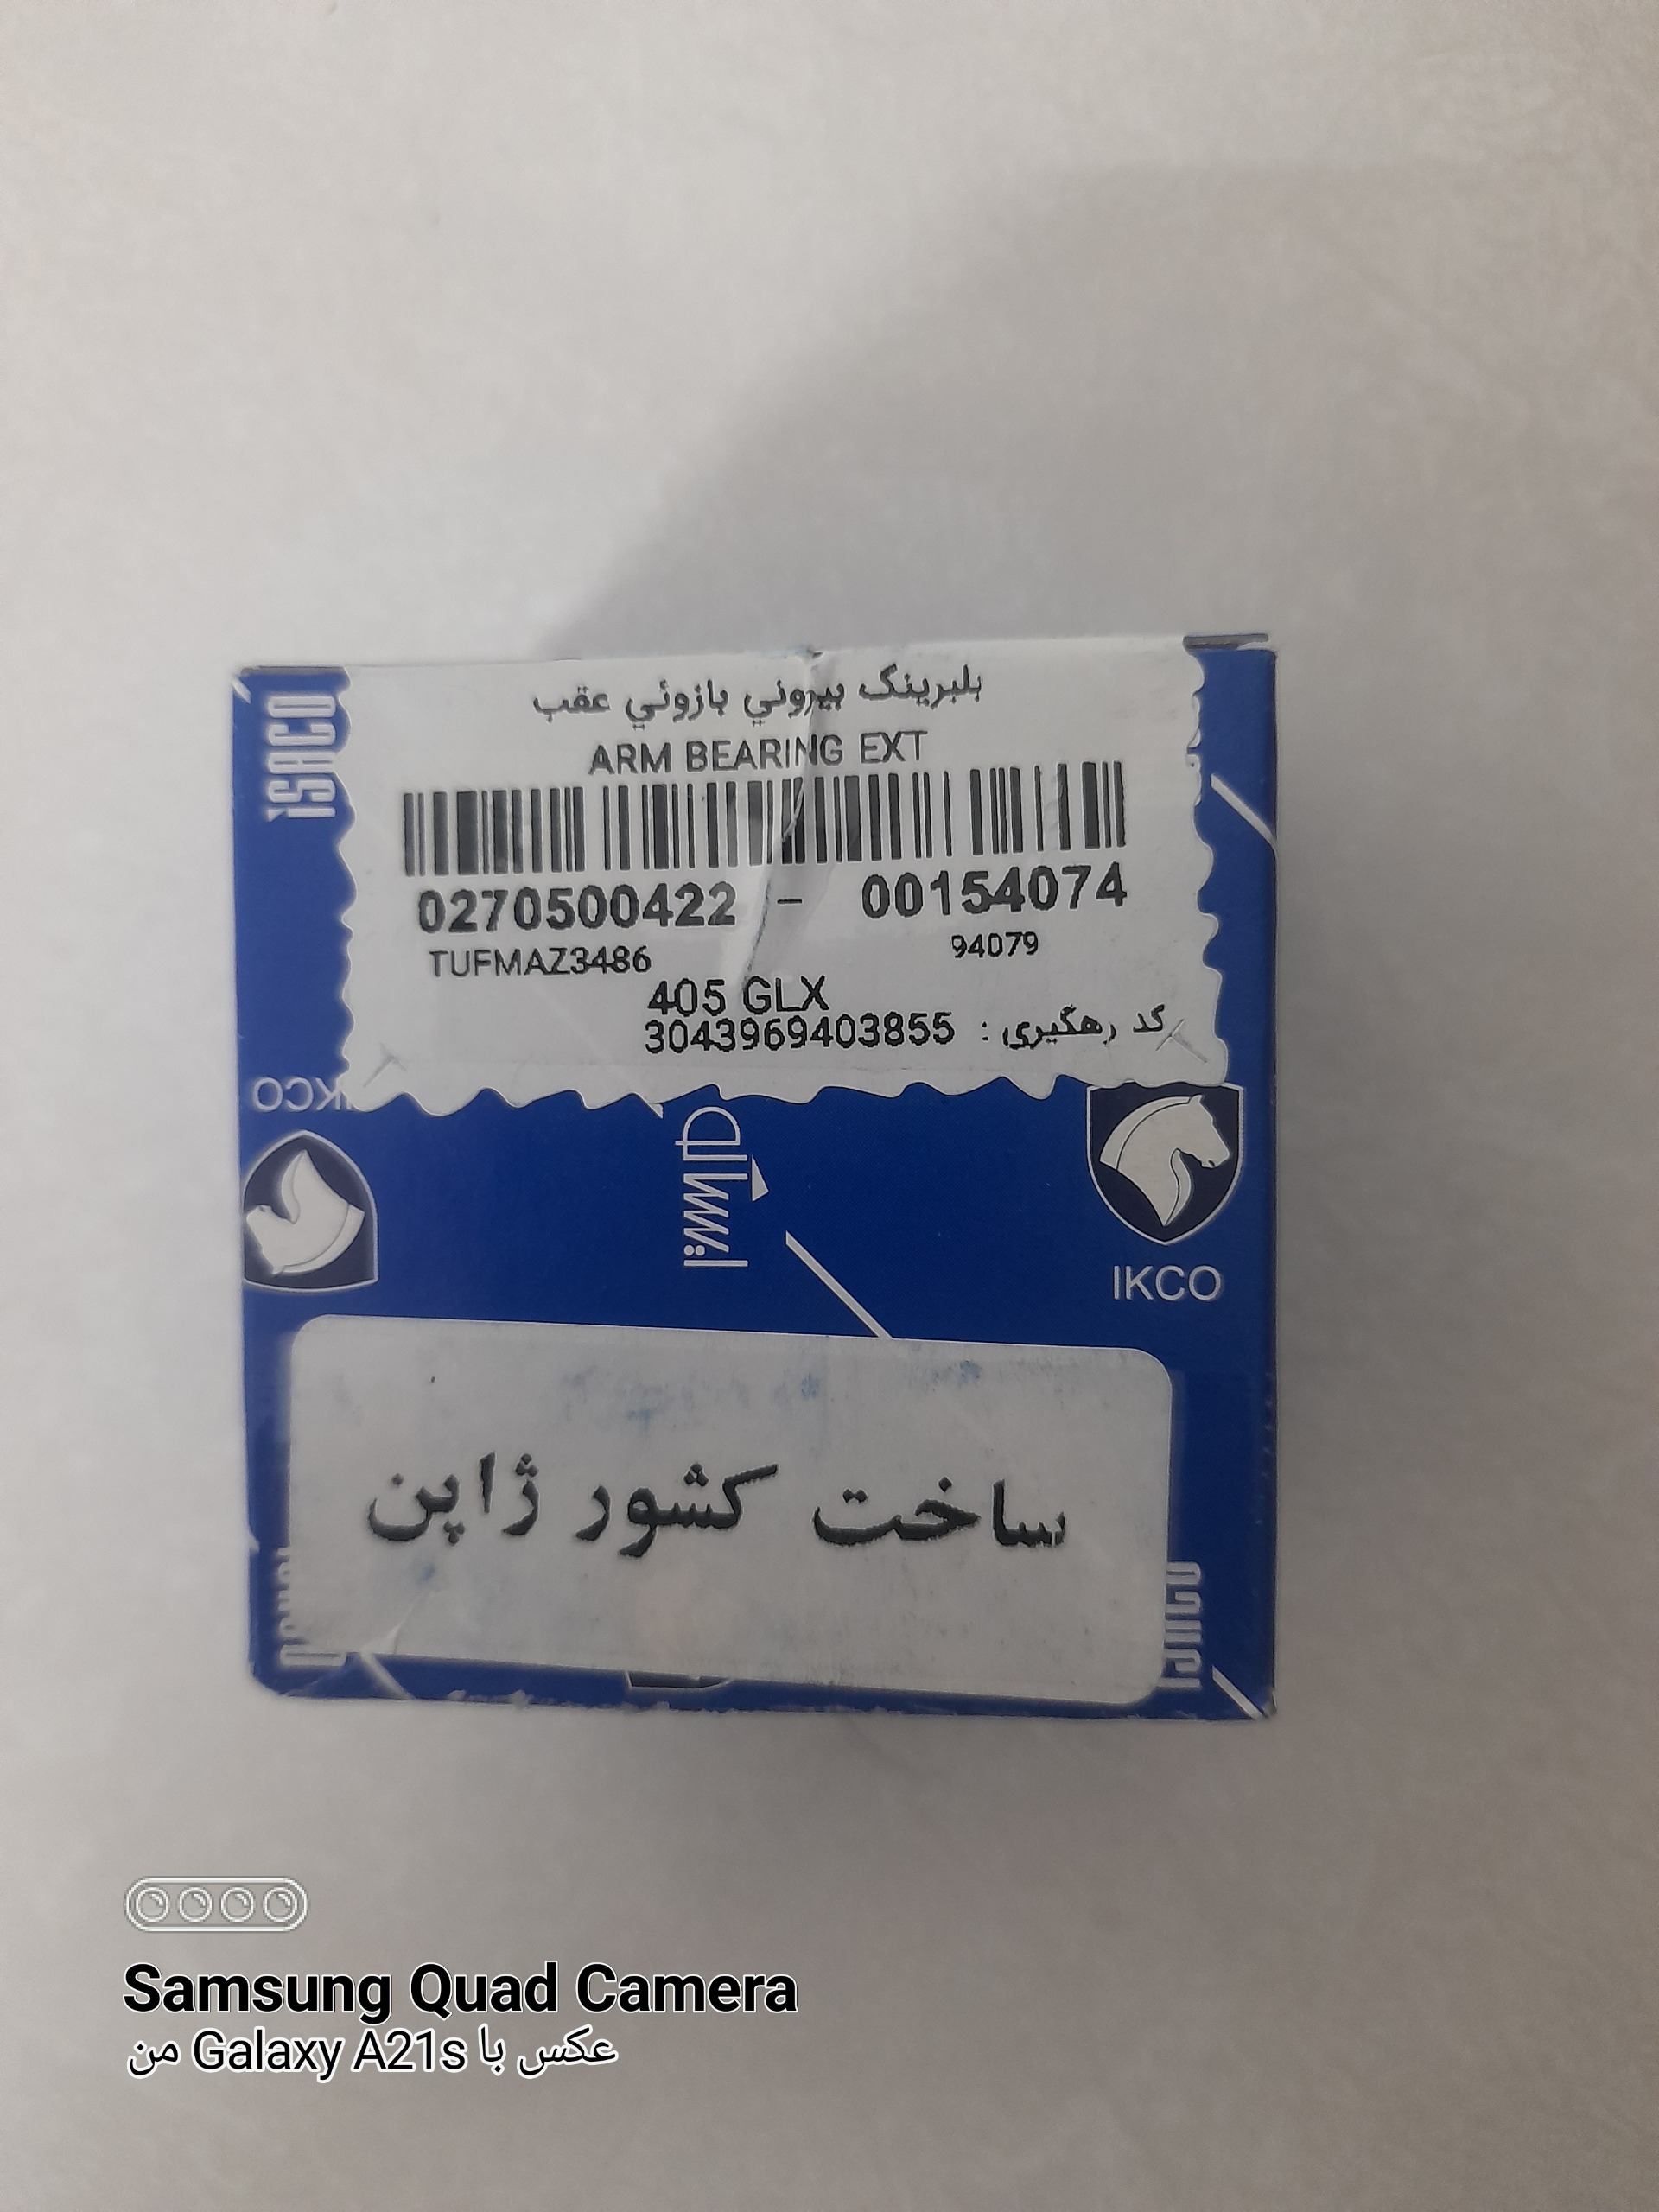 بلبرينگ بيروني بازوئي عقب
ARM BEARING EXT
0270500422 - 00154074
TUFMAZ3486 94079
405 GLX
کد رهگیری : 3043969403855
ISACO
IKCO
ایساکو
IKCO
ساخت کشور ژاپن
ISACO
Samsung Quad Camera
عکس با Galaxy A21s من